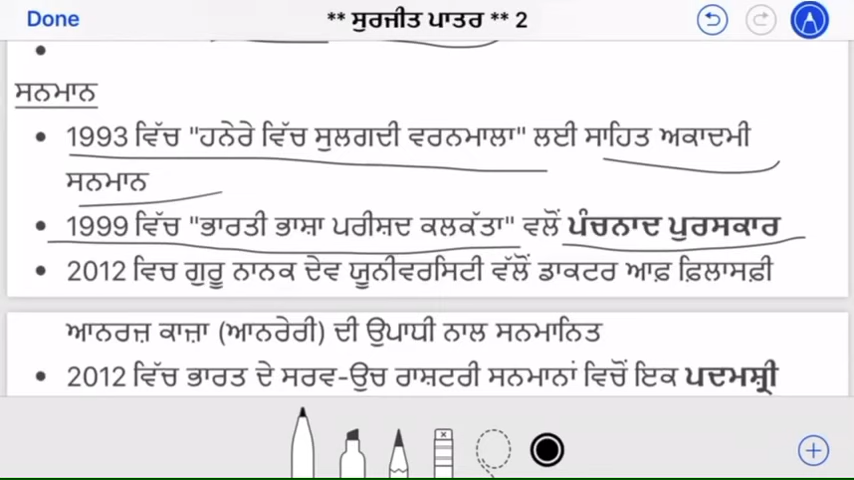 Done
** ਸੁਰਜੀਤ ਪਾਤਰ ** 2
ਸਨਮਾਨ
• 1993 ਵਿੱਚ "ਹਨੇਰੇ ਵਿੱਚ ਸੁਲਗਦੀ ਵਰਨਮਾਲਾ" ਲਈ ਸਾਹਿਤ ਅਕਾਦਮੀ
ਸਨਮਾਨ
• 1999 ਵਿੱਚ "ਭਾਰਤੀ ਭਾਸ਼ਾ ਪਰੀਸ਼ਦ ਕਲਕੱਤਾ" ਵਲੋਂ ਪੰਚਨਾਦ ਪੁਰਸਕਾਰ
• 2012 ਵਿਚ ਗੁਰੂ ਨਾਨਕ ਦੇਵ ਯੂਨੀਵਰਸਿਟੀ ਵੱਲੋਂ ਡਾਕਟਰ ਆਫ਼ ਫ਼ਿਲਾਸਫ਼ੀ
ਆਨਰਜ਼ ਕਾਜ਼ਾ (ਆਨਰੇਰੀ) ਦੀ ਉਪਾਧੀ ਨਾਲ ਸਨਮਾਨਿਤ
• 2012 ਵਿੱਚ ਭਾਰਤ ਦੇ ਸਰਵ-ਉਚ ਰਾਸ਼ਟਰੀ ਸਨਮਾਨਾਂ ਵਿਚੋਂ ਇਕ ਪਦਮਸ਼੍ਰੀ